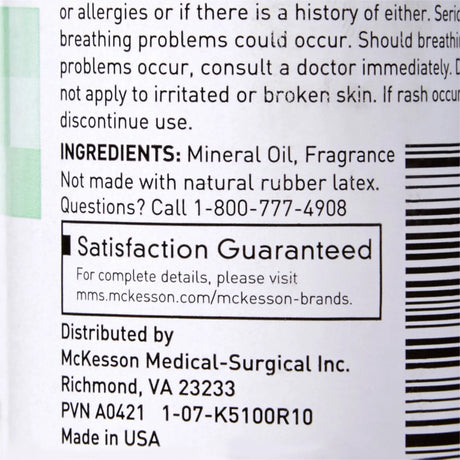 or allergies or if there is a history of either.
breathing problems could occur. Should
problems occur, consult a doctor immediately.
not apply to irritated or broken skin. If rash
discontinue use.
INGREDIENTS: Mineral Oil, Fragrance
Not made with natural rubber latex.
Questions? Call 1-800-777-4908
Satisfaction Guaranteed
For complete details, please visit
mms.mckesson.com/mckesson-brands.
Distributed by
McKesson Medical-Surgical Inc.
Richmond, VA 23233
PVN A0421 1-07-K5100R10
Made in USA